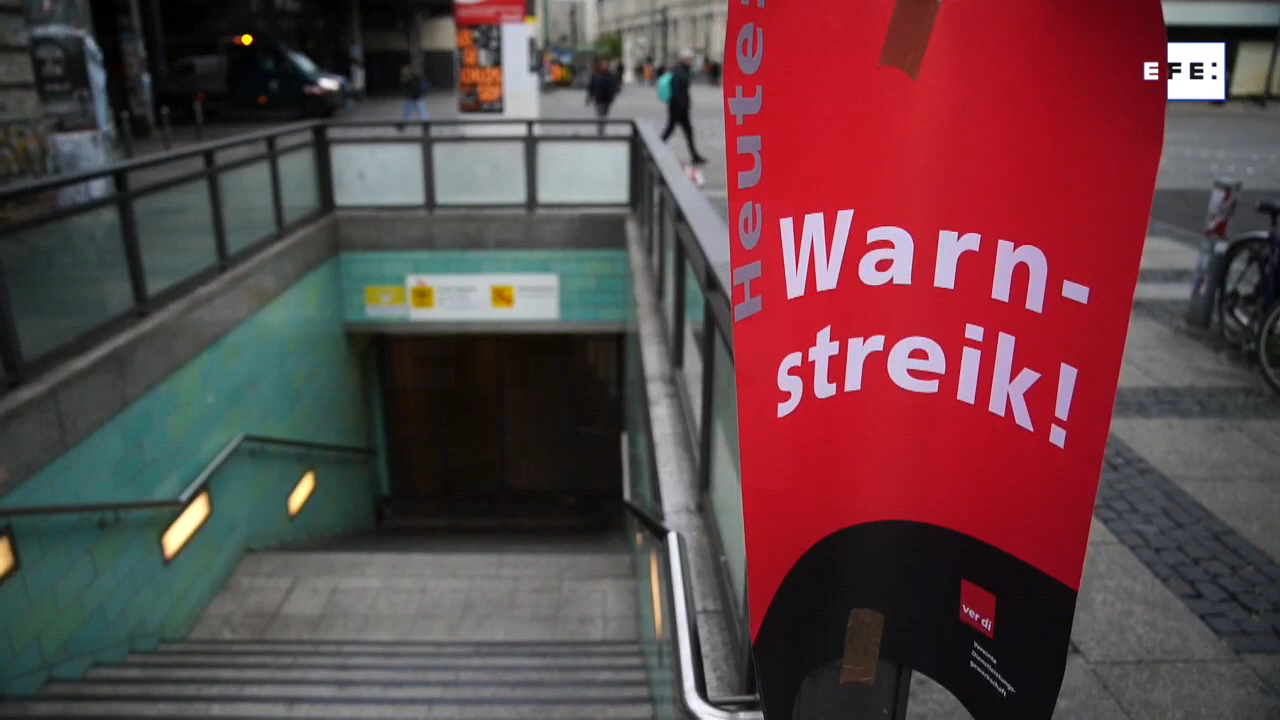 EFE:
Heute:
Warn-
streik!
ver di
Vereinte
Dienstleistungs-
gewerkschaft